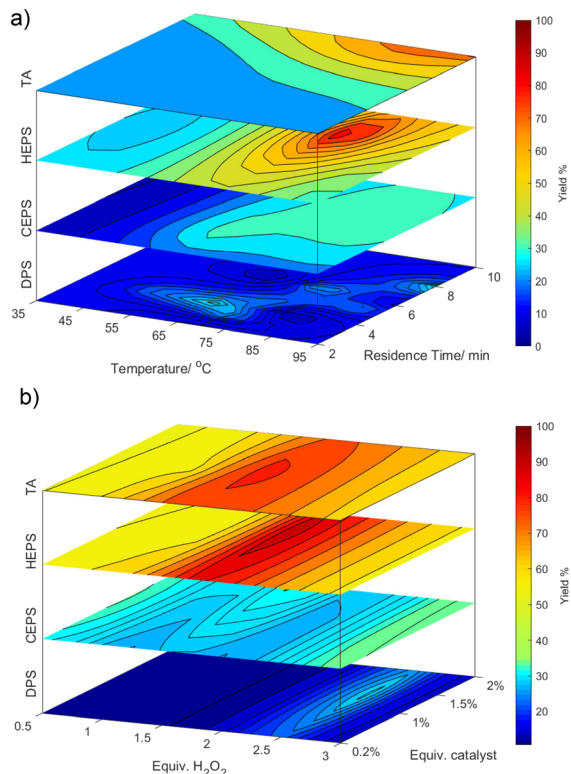 a)
TA
HEPS
CEPS
DPS
35
45
55
65
75
85
95
Temperature/ °C
2
4
6
8
10
Residence Time/ min
100
90
80
70
60
50
40
30
20
10
0
Yield %
b)
TA
HEPS
CEPS
DPS
0.5
1
1.5
2
2.5
3
Equiv. H₂O₂
0.2%
1%
1.5%
2%
Equiv. catalyst
100
90
80
70
60
50
40
30
20
Yield %